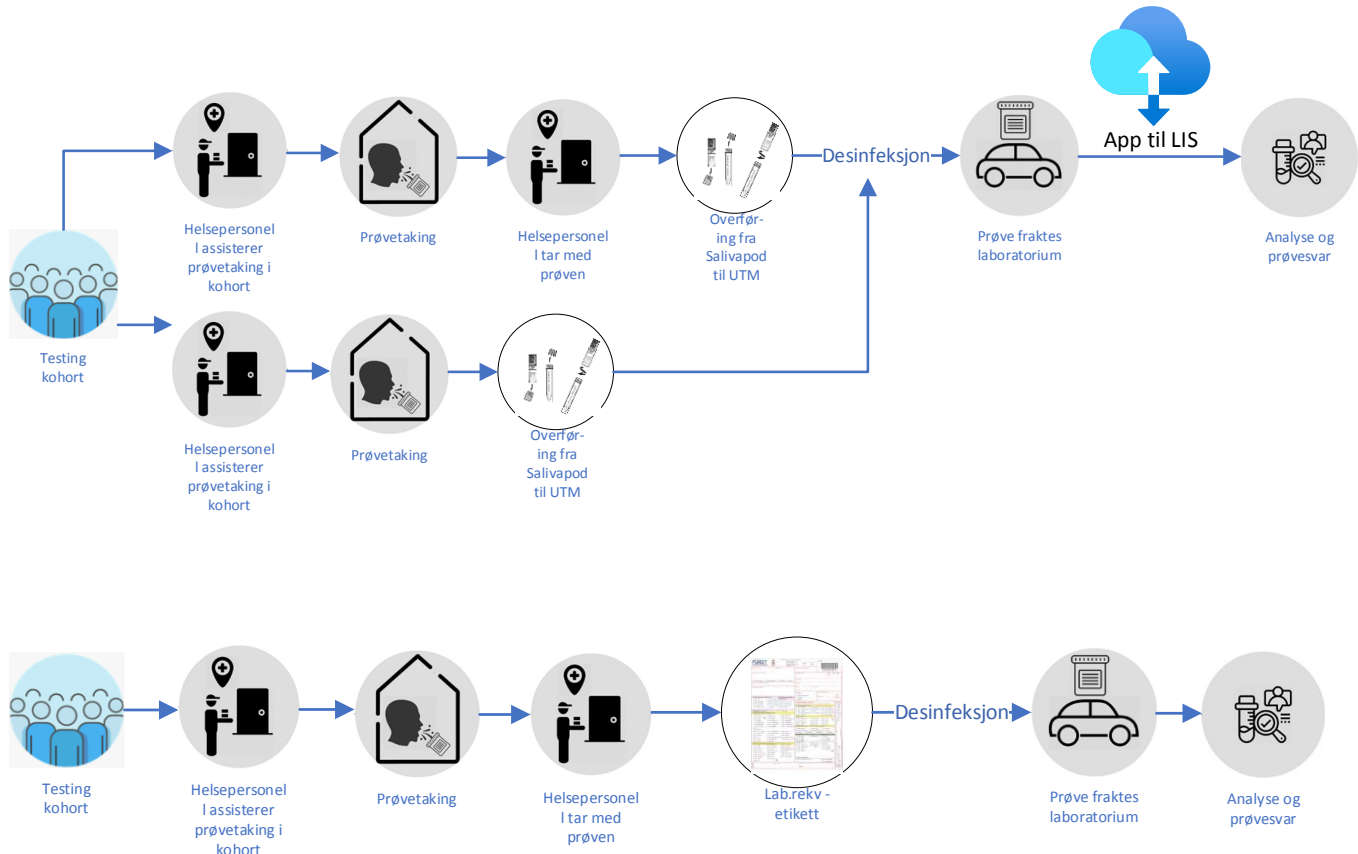 App til LIS
Desinfeksjon
Helsepersonel
l assisterer
prøvetaking i
kohort
Prøvetaking
Helsepersonel
l tar med
prøven
Overfør-
ing fra
Salivapod
til UTM
Prøve fraktes
laboratorium
Analyse og
prøvesvar
Testing
kohort
Helsepersonel
l assisterer
prøvetaking i
kohort
Prøvetaking
Overfør-
ing fra
Salivapod
til UTM
FÜRST
Desinfeksjon
Testing
kohort
Helsepersonel
l assisterer
prøvetaking i
kohort
Prøvetaking
Helsepersonel
l tar med
prøven
Lab.rekv -
etikett
Prøve fraktes
laboratorium
Analyse og
prøvesvar